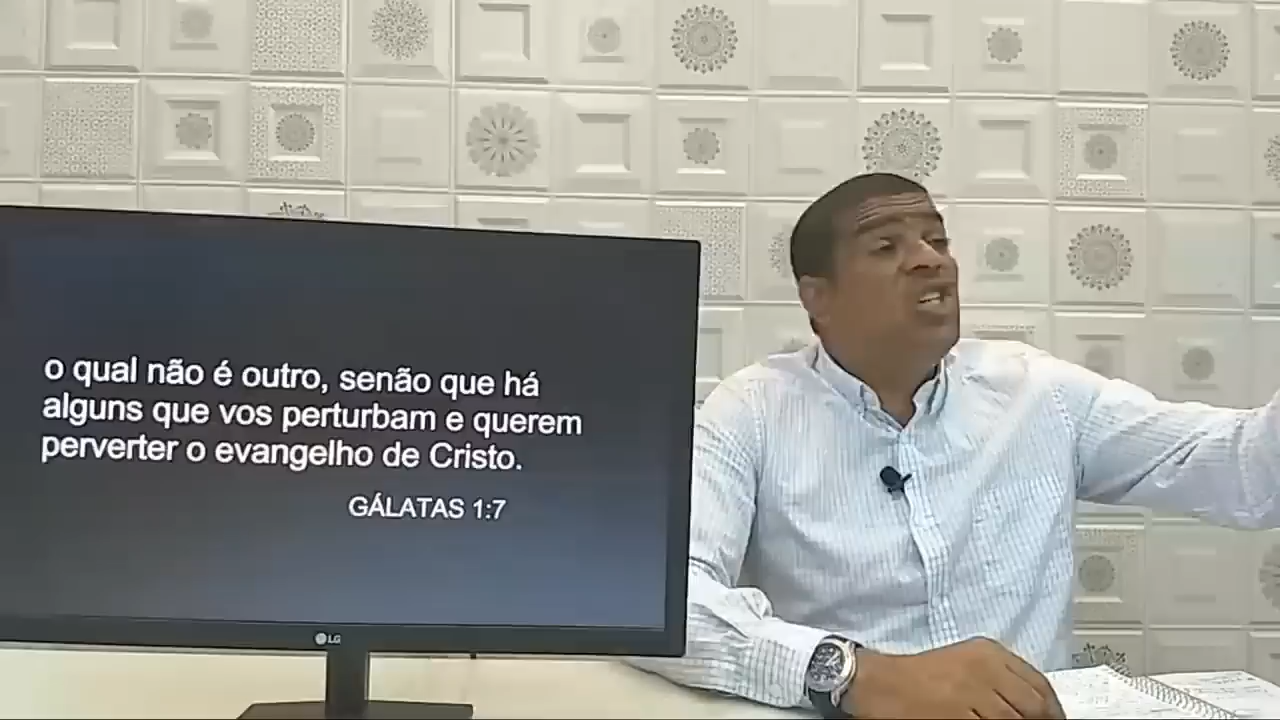 o qual não é outro, senão que há
alguns que vos perturbam e querem
perverter o evangelho de Cristo.
GÁLATAS 1:7
LG